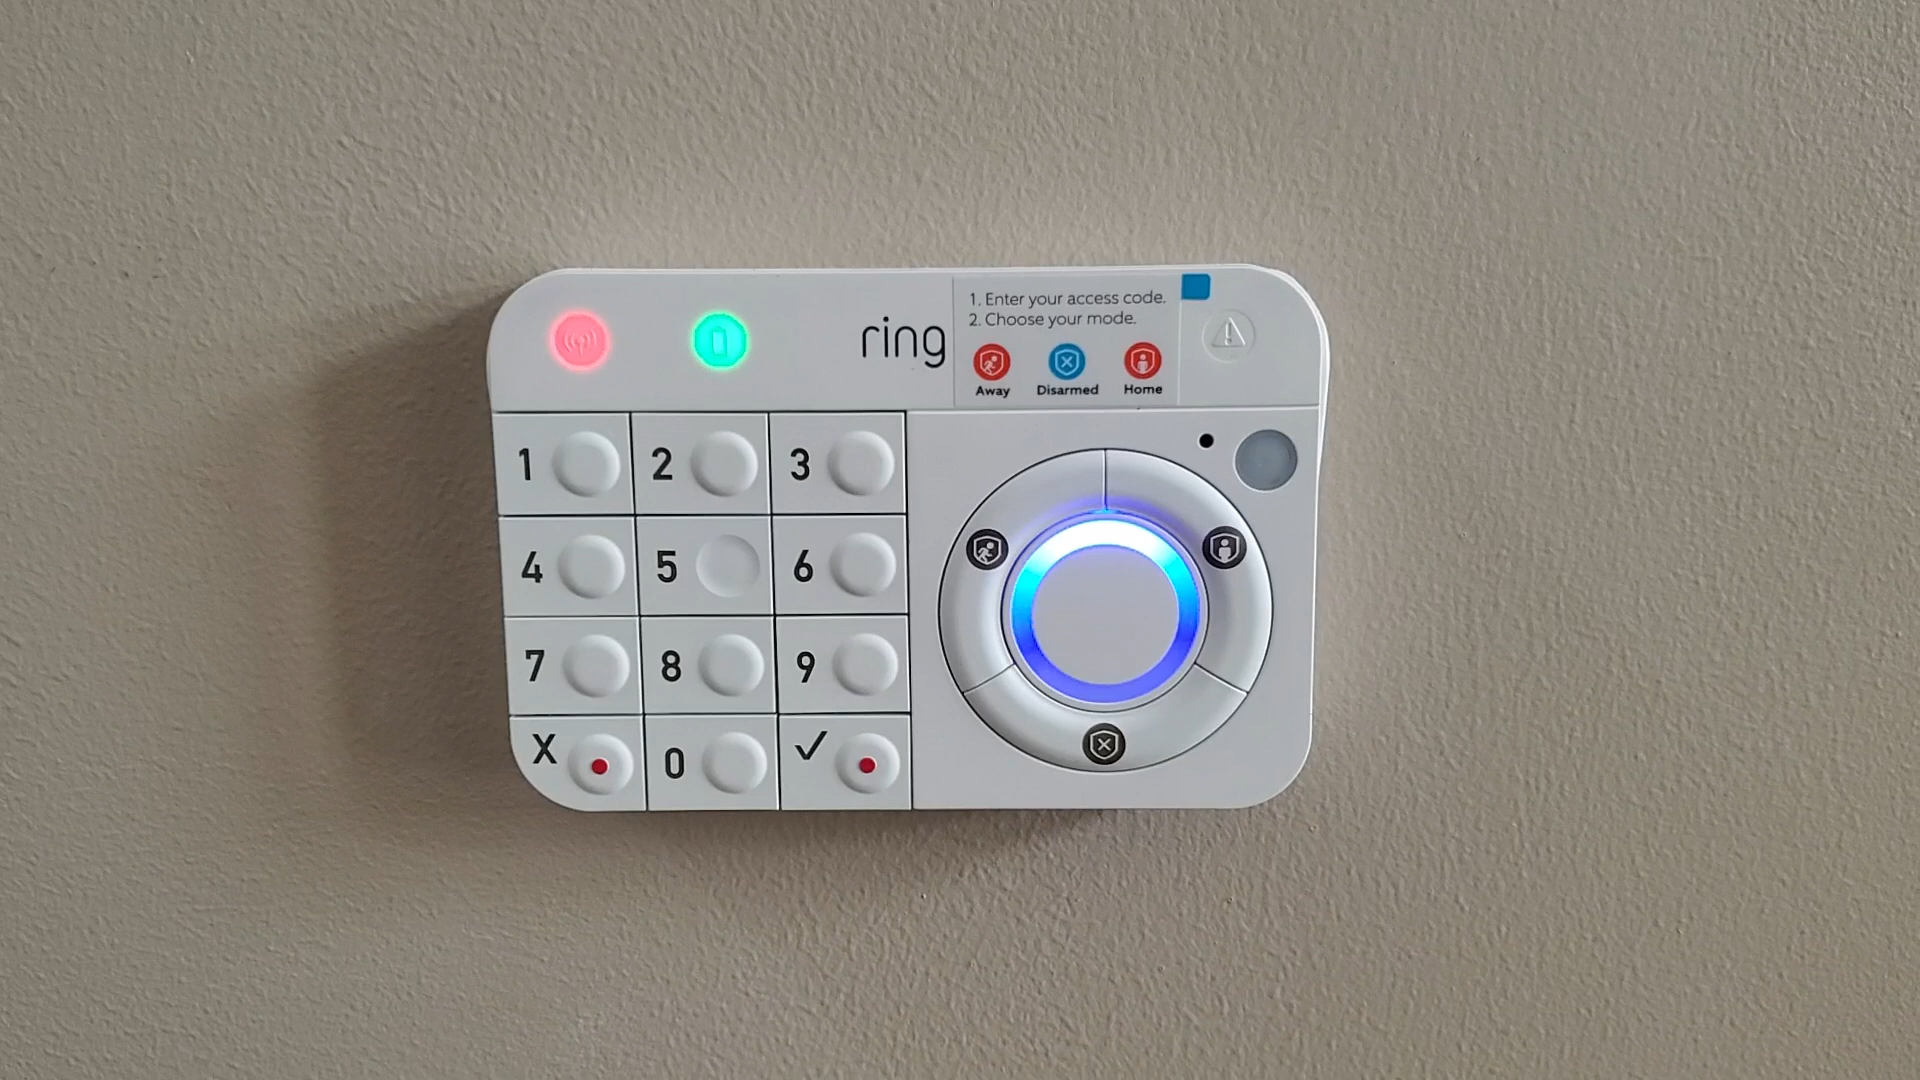 ring
1. Enter your access code.
2. Choose your mode.
Away Disarmed Home
1 2 3
4 5 6
7 8 9
X 0 ✓